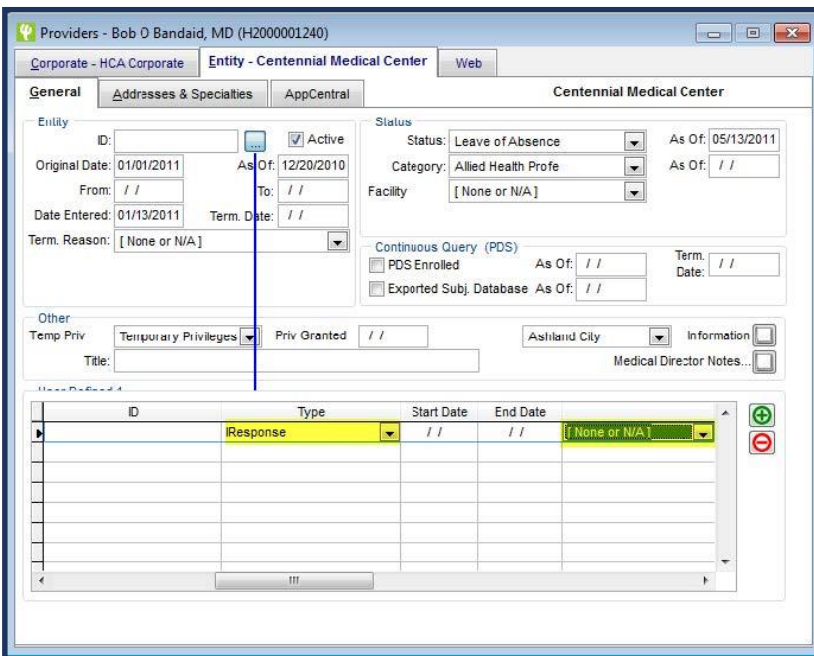 Providers - Bob O Bandaid, MD (H2000001240)
Corporate - HCA Corporate Entity - Centennial Medical Center Web
General Addresses & Specialties AppCentral Centennial Medical Center
Entity Status
ID: ... Active Status: Leave of Absence As Of: 05/13/2011
Original Date: 01/01/2011 As Of: 12/20/2010 Category: Allied Health Profe As Of: / /
From: / / To: / / Facility [ None or N/A ]
Date Entered: 01/13/2011 Term. Date: / /
Term. Reason: [ None or N/A ]
Continuous Query (PDS)
PDS Enrolled As Of: / / Term. Date: / /
Exported Subj. Database As Of: / /
Other
Temp Priv Temporary Privileges Priv Granted / / Ashland City Information
Title: Medical Director Notes...
User Defined 4
ID Type Start Date End Date
IResponse / / / / [ None or N/A ]